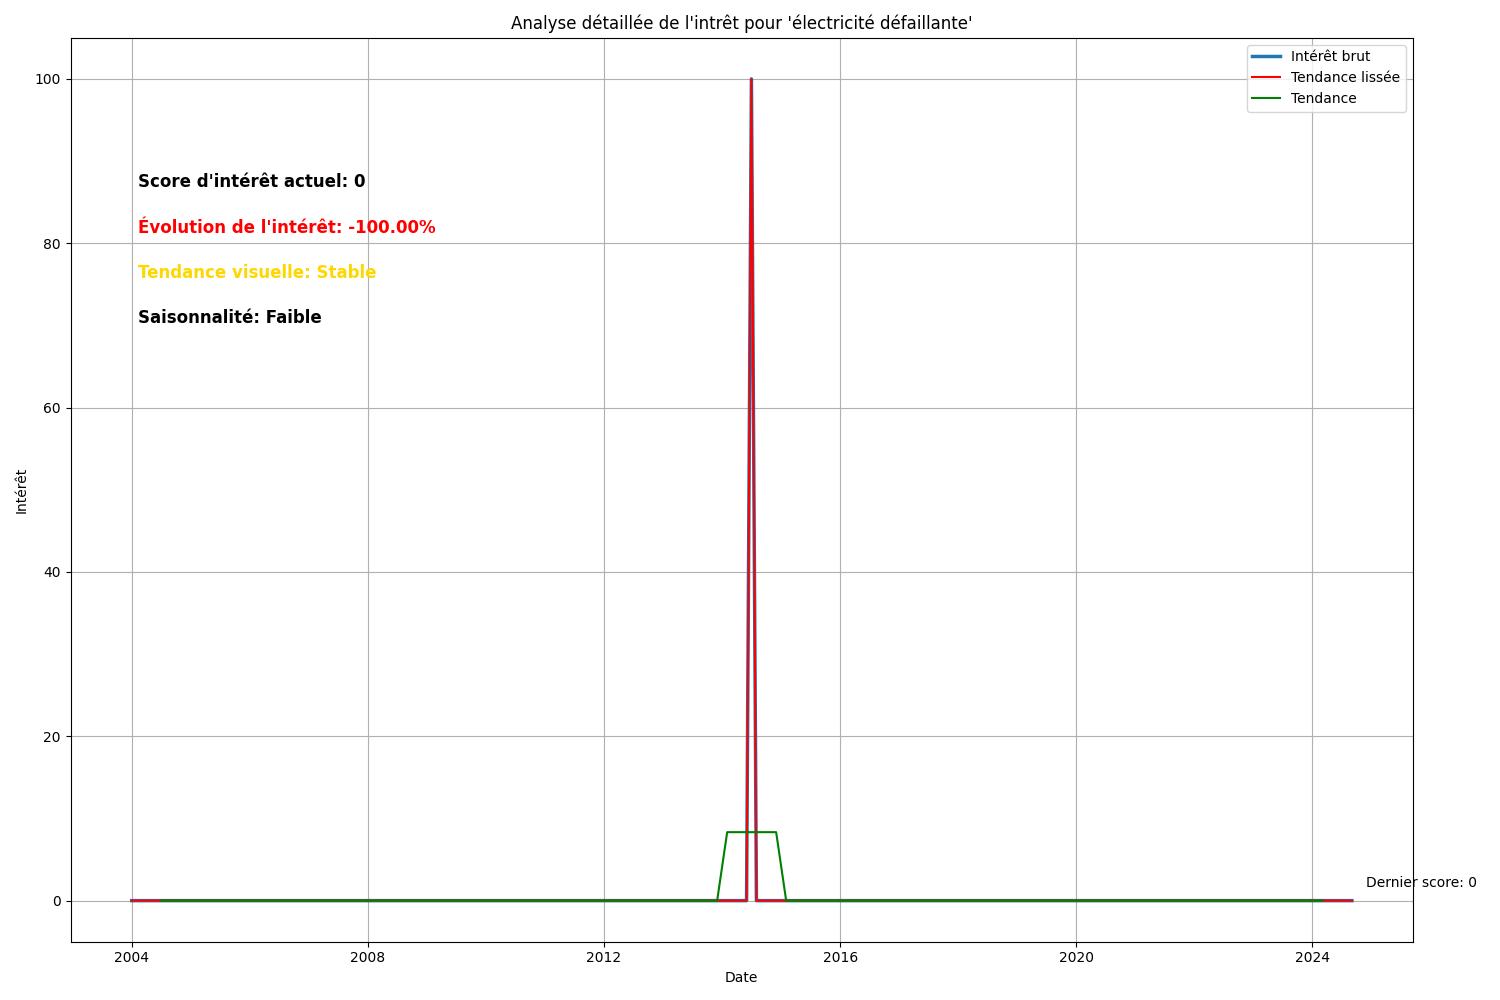 Analyse détaillée de l'intrêt pour 'électricité défaillante'
Intérêt brut
Tendance lissée
Tendance
100
80
60
40
20
0
Intérêt
Score d'intérêt actuel: 0
Évolution de l'intérêt: -100.00%
Tendance visuelle: Stable
Saisonnalité: Faible
Dernier score: 0
2004
2008
2012
2016
2020
2024
Date